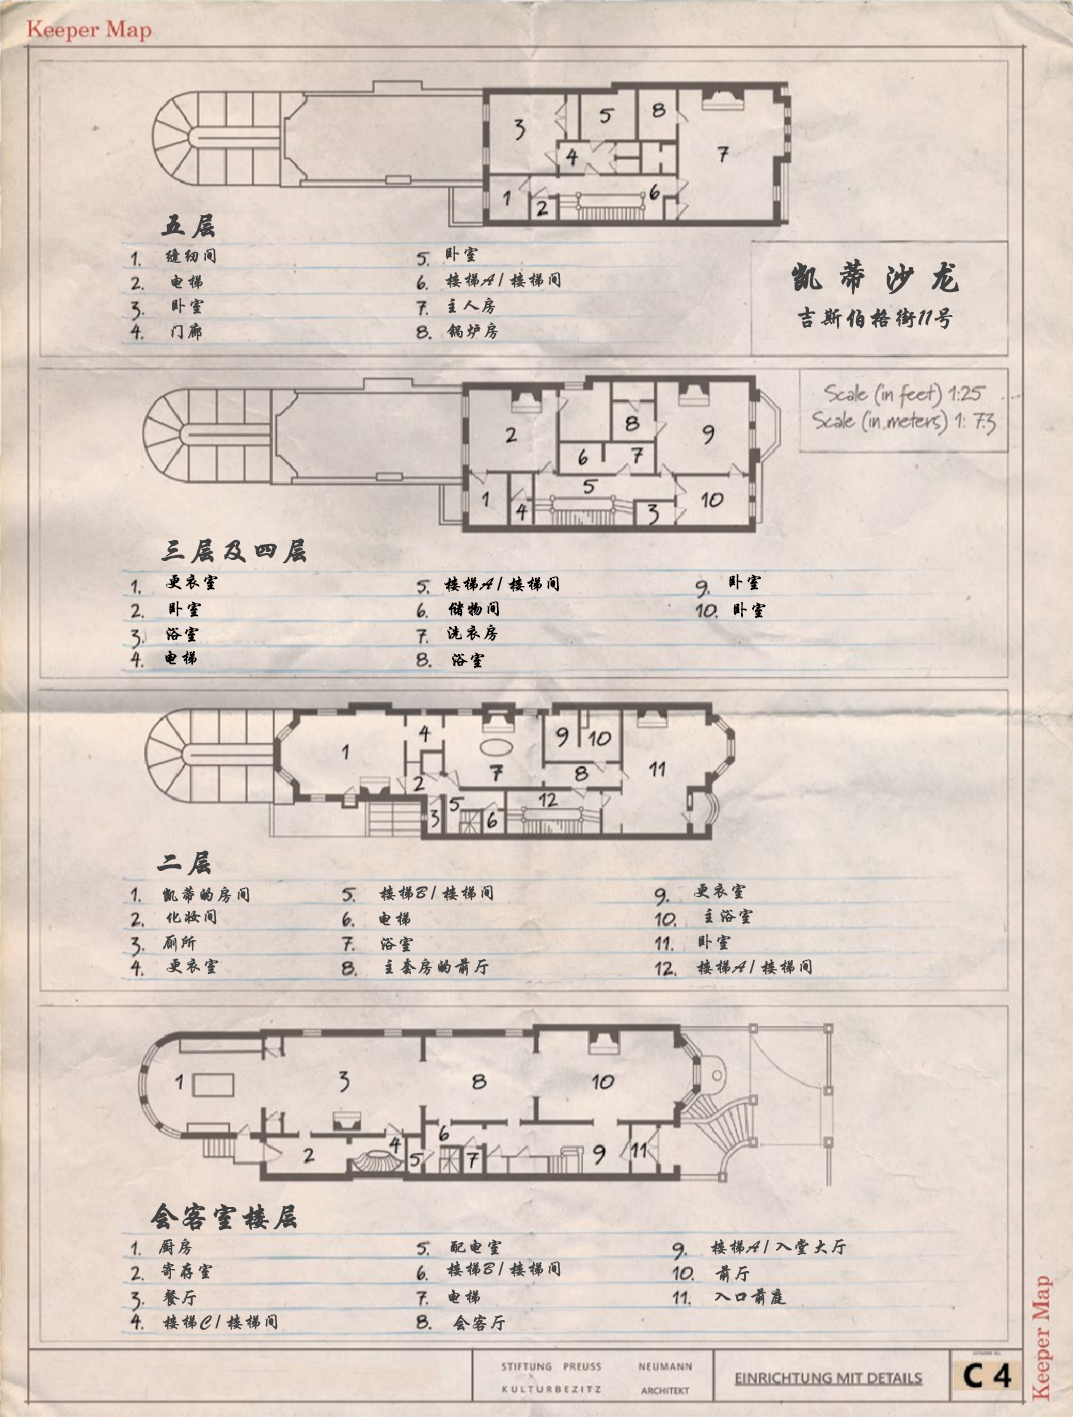 Keeper Map
3
5
8
4
7
1
2
6
五层
1. 缝纫间
2. 电梯
3. 卧室
4. 门廊
5. 卧室
6. 楼梯A/楼梯间
7. 主人房
8. 锅炉房
凯蒂沙龙
吉斯伯格街11号
Scale (in feet) 1:25
Scale (in meters) 1: 7.3
2
8
9
6
7
5
1
4
3
10
三层及四层
1. 更衣室
2. 卧室
3. 浴室
4. 电梯
5. 楼梯A/楼梯间
6. 储物间
7. 洗衣房
8. 浴室
9. 卧室
10. 卧室
1
4
9
10
7
11
2
8
3
5
6
12
二层
1. 凯蒂的房间
2. 化妆间
3. 厕所
4. 更衣室
5. 楼梯B/楼梯间
6. 电梯
7. 浴室
8. 主套房的前厅
9. 更衣室
10. 主浴室
11. 卧室
12. 楼梯A/楼梯间
1
3
8
10
2
4
5
6
7
9
11
会客室楼层
1. 厨房
2. 寄存室
3. 餐厅
4. 楼梯C/楼梯间
5. 配电室
6. 楼梯B/楼梯间
7. 电梯
8. 会客厅
9. 楼梯A/入堂大厅
10. 前厅
11. 入口前庭
STIFTUNG PREUSS
KULTURBEZITZ
NEUMANN
ARCHITEKT
EINRICHTUNG MIT DETAILS
C 4
Keeper Map